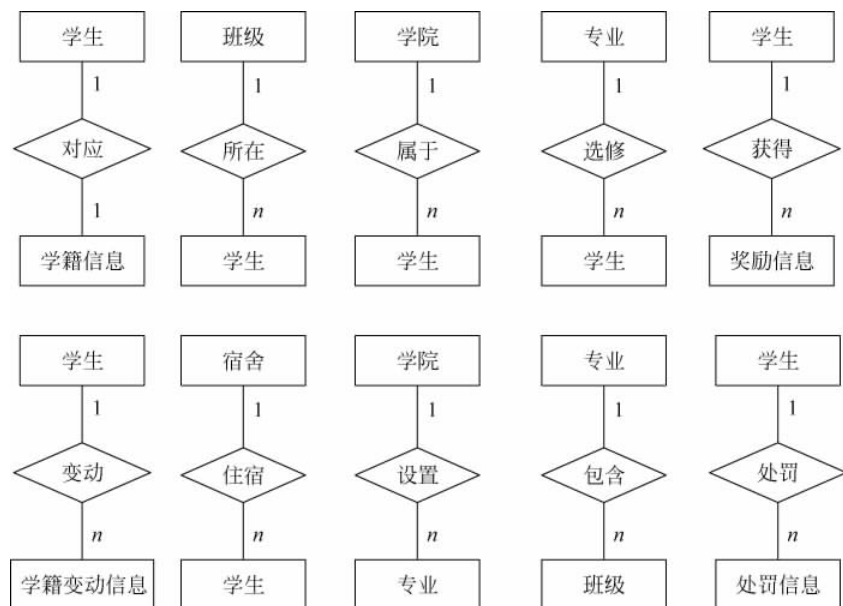 学生 班级 学院 专业 学生
1 1 1 1 1
对应 所在 属于 选修 获得
1 n n n n
学籍信息 学生 学生 学生 奖励信息
学生 宿舍 学院 专业 学生
1 1 1 1 1
变动 住宿 设置 包含 处罚
n n n n n
学籍变动信息 学生 专业 班级 处罚信息